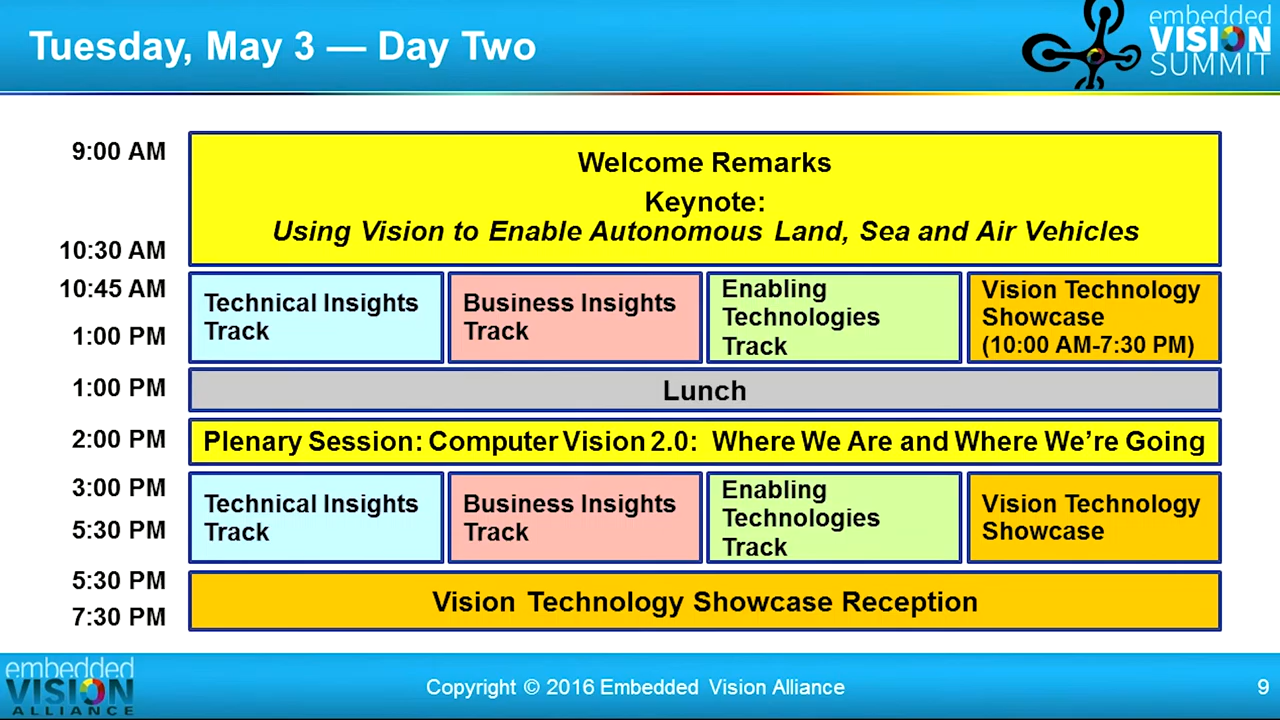 Tuesday, May 3 — Day Two
embedded
VISION
SUMMIT
9:00 AM
10:30 AM
Welcome Remarks
Keynote:
Using Vision to Enable Autonomous Land, Sea and Air Vehicles
10:45 AM
1:00 PM
Technical Insights
Track
Business Insights
Track
Enabling
Technologies
Track
Vision Technology
Showcase
(10:00 AM-7:30 PM)
1:00 PM
Lunch
2:00 PM
Plenary Session: Computer Vision 2.0: Where We Are and Where We’re Going
3:00 PM
5:30 PM
Technical Insights
Track
Business Insights
Track
Enabling
Technologies
Track
Vision Technology
Showcase
5:30 PM
7:30 PM
Vision Technology Showcase Reception
embedded
VISION
ALLIANCE
Copyright © 2016 Embedded Vision Alliance
9